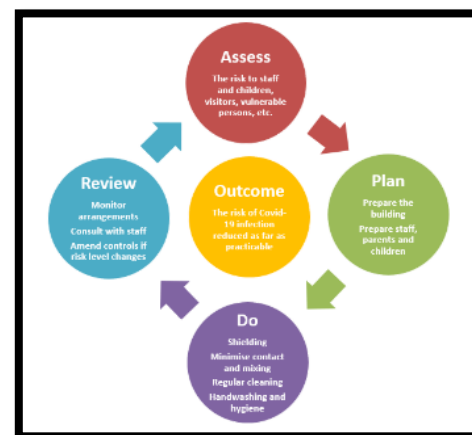 Assess
The risk to staff
and children,
visitors, vulnerable
persons, etc.
Plan
Prepare the
building
Prepare staff,
parents and
children
Do
Shielding
Minimise contact
and mixing
Regular cleaning
Handwashing and
hygiene
Review
Monitor
arrangements
Consult with staff
Amend controls if
risk level changes
Outcome
The risk of Covid-
19 infection
reduced as far as
practicable